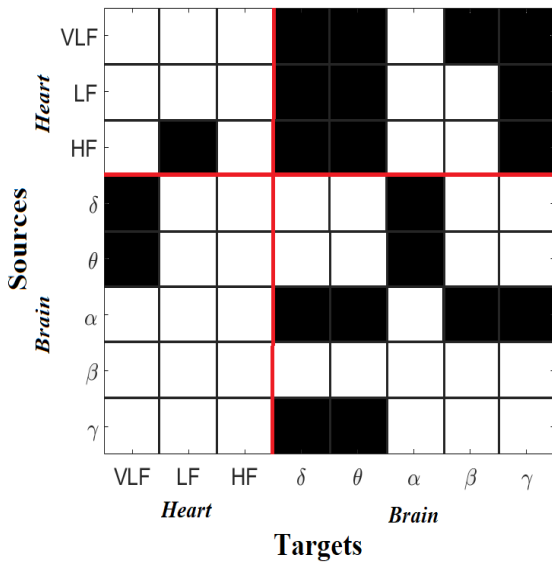 VLF
LF
HF
δ
θ
α
β
γ
Heart
Brain
Sources
VLF LF HF δ θ α β γ
Heart Brain
Targets